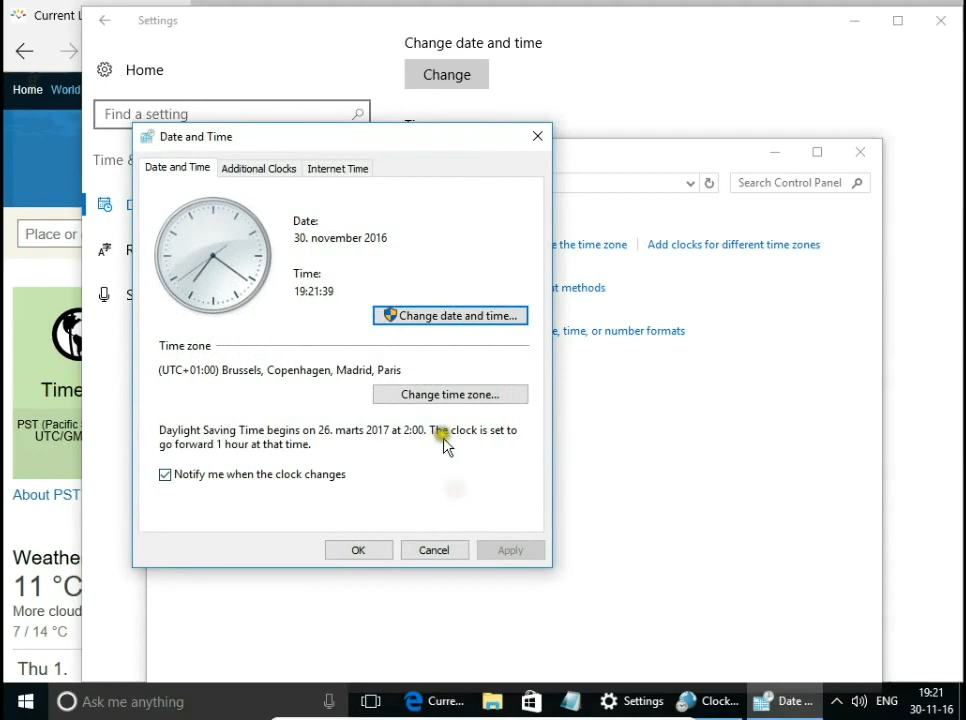 Current L
Settings
Change date and time
Change
Home
Find a setting
Time &
Home World
Place or
Time
PST (Pacific
UTC/GM
About PST
Weathe
11 °C
More cloud
7 / 14 °C
Thu 1.
Search Control Panel
e the time zone
Add clocks for different time zones
ut methods
e, time, or number formats
Date and Time
Date and Time
Additional Clocks
Internet Time
Date:
30. november 2016
Time:
19:21:39
Change date and time...
Time zone
(UTC+01:00) Brussels, Copenhagen, Madrid, Paris
Change time zone...
Daylight Saving Time begins on 26. marts 2017 at 2:00. The clock is set to
go forward 1 hour at that time.
Notify me when the clock changes
OK
Cancel
Apply
Ask me anything
Curre...
Settings
Clock...
Date ...
ENG
19:21
30-11-16